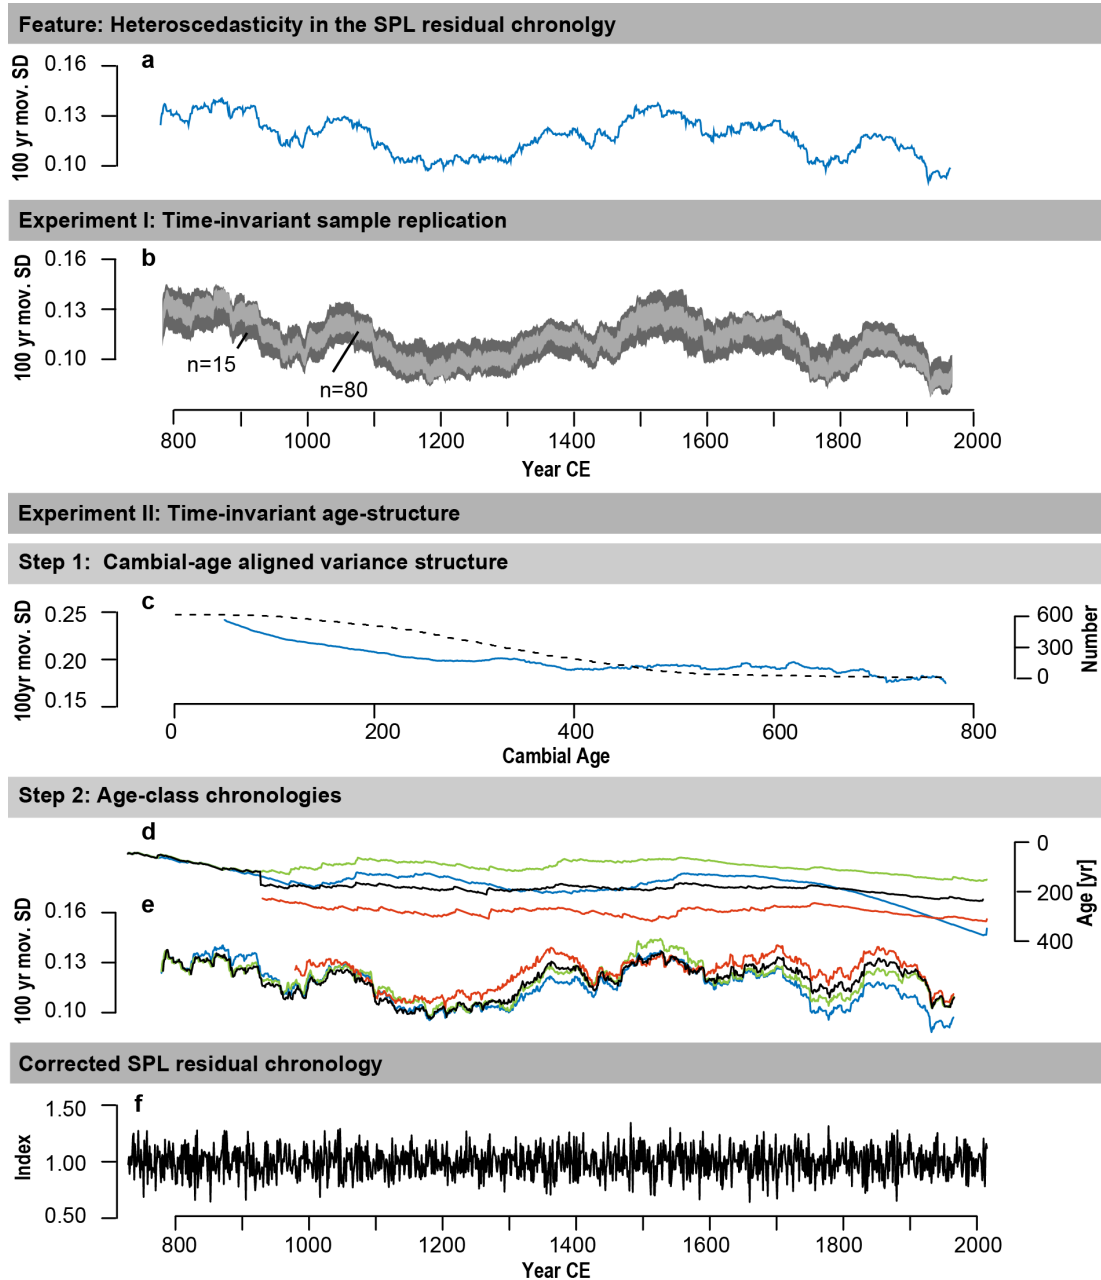 Feature: Heteroscedasticity in the SPL residual chronolgy
a
100 yr mov. SD
0.16
0.13
0.10
Experiment I: Time-invariant sample replication
b
100 yr mov. SD
0.16
0.13
0.10
n=15
n=80
800 1000 1200 1400 1600 1800 2000
Year CE
Experiment II: Time-invariant age-structure
Step 1: Cambial-age aligned variance structure
c
100yr mov. SD
0.25
0.20
0.15
600
300
0
Number
0 200 400 600 800
Cambial Age
Step 2: Age-class chronologies
d
0
200
400
Age [yr]
e
100 yr mov. SD
0.16
0.13
0.10
Corrected SPL residual chronology
f
Index
1.50
1.00
0.50
800 1000 1200 1400 1600 1800 2000
Year CE